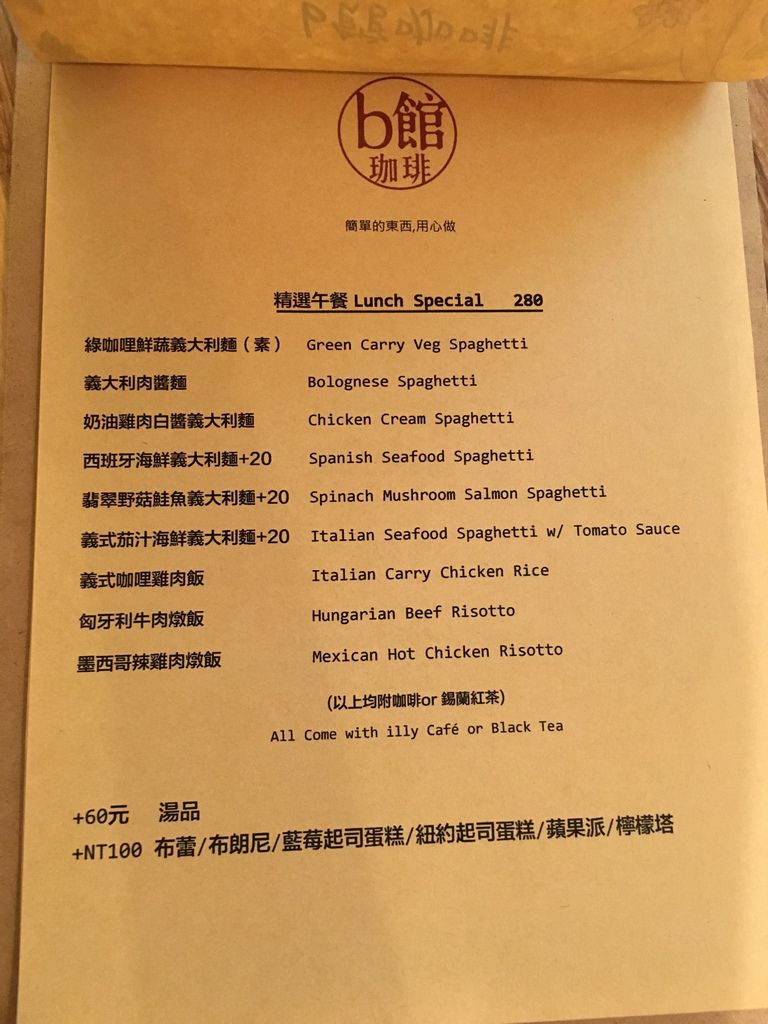 b館
珈琲
簡單的東西,用心做
精選午餐 Lunch Special 280
綠咖哩鮮蔬義大利麵(素) Green Carry Veg Spaghetti
義大利肉醬麵 Bolognese Spaghetti
奶油雞肉白醬義大利麵 Chicken Cream Spaghetti
西班牙海鮮義大利麵+20 Spanish Seafood Spaghetti
翡翠野菇鮭魚義大利麵+20 Spinach Mushroom Salmon Spaghetti
義式茄汁海鮮義大利麵+20 Italian Seafood Spaghetti w/ Tomato Sauce
義式咖哩雞肉飯 Italian Carry Chicken Rice
匈牙利牛肉燉飯 Hungarian Beef Risotto
墨西哥辣雞肉燉飯 Mexican Hot Chicken Risotto
(以上均附咖啡or 錫蘭紅茶)
All Come with illy Café or Black Tea
+60元 湯品
+NT100 布蕾/布朗尼/藍莓起司蛋糕/紐約起司蛋糕/蘋果派/檸檬塔